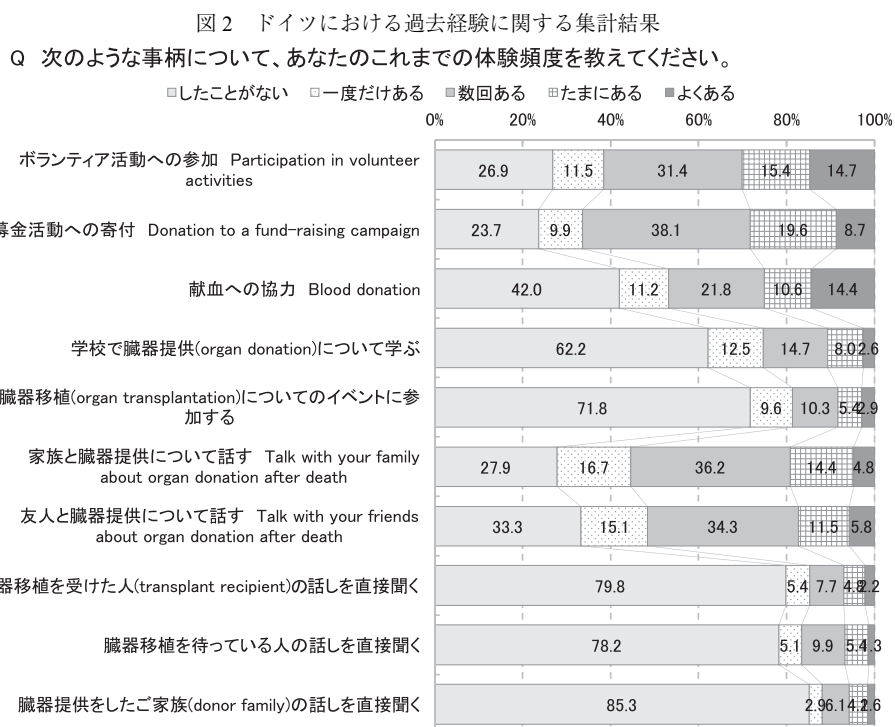 図2 ドイツにおける過去経験に関する集計結果
Q 次のような事柄について、あなたのこれまでの体験頻度を教えてください。
したことがない 一度だけある 数回ある たまにある よくある
0% 20% 40% 60% 80% 100%
ボランティア活動への参加 Participation in volunteer
activities
26.9 11.5 31.4 15.4 14.7
募金活動への寄付 Donation to a fund-raising campaign
23.7 9.9 38.1 19.6 8.7
献血への協力 Blood donation
42.0 11.2 21.8 10.6 14.4
学校で臓器提供(organ donation)について学ぶ
62.2 12.5 14.7 8.0 2.6
臓器移植(organ transplantation)についてのイベントに参
加する
71.8 9.6 10.3 5.4 2.9
家族と臓器提供について話す Talk with your family
about organ donation after death
27.9 16.7 36.2 14.4 4.8
友人と臓器提供について話す Talk with your friends
about organ donation after death
33.3 15.1 34.3 11.5 5.8
器移植を受けた人(transplant recipient)の話しを直接聞く
79.8 5.4 7.7 4.8 2.2
臓器移植を待っている人の話しを直接聞く
78.2 5.1 9.9 5.4 1.3
臓器提供をしたご家族(donor family)の話しを直接聞く
85.3 2.9 6.1 1.6